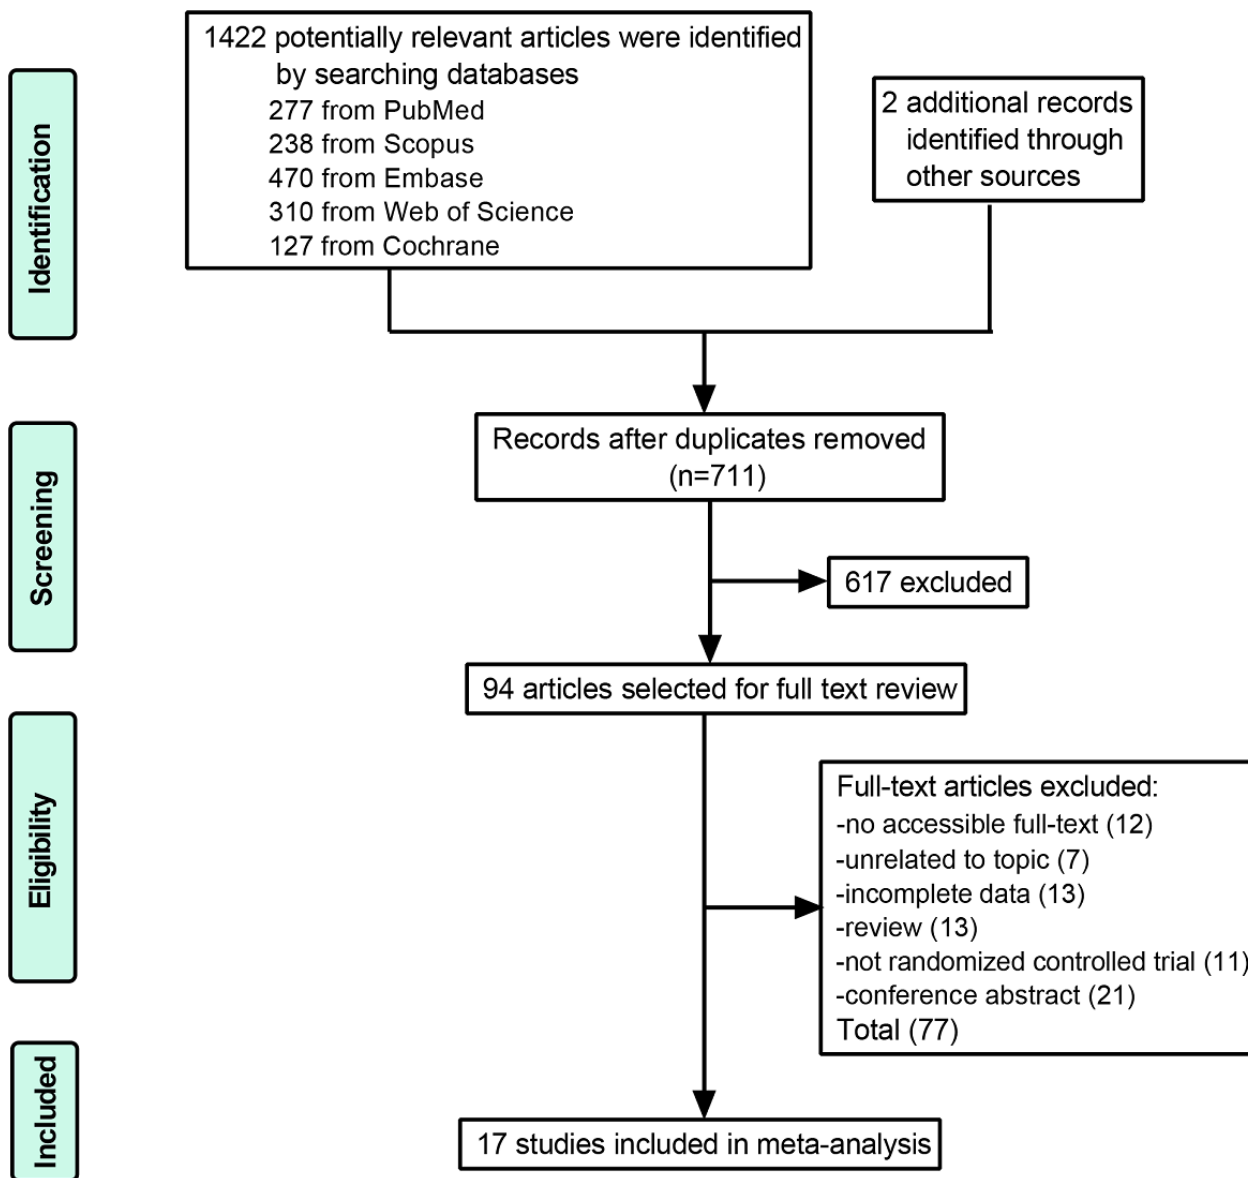 Identification
1422 potentially relevant articles were identified
by searching databases
277 from PubMed
238 from Scopus
470 from Embase
310 from Web of Science
127 from Cochrane
2 additional records
identified through
other sources
Screening
Records after duplicates removed
(n=711)
617 excluded
94 articles selected for full text review
Eligibility
Full-text articles excluded:
-no accessible full-text (12)
-unrelated to topic (7)
-incomplete data (13)
-review (13)
-not randomized controlled trial (11)
-conference abstract (21)
Total (77)
Included
17 studies included in meta-analysis